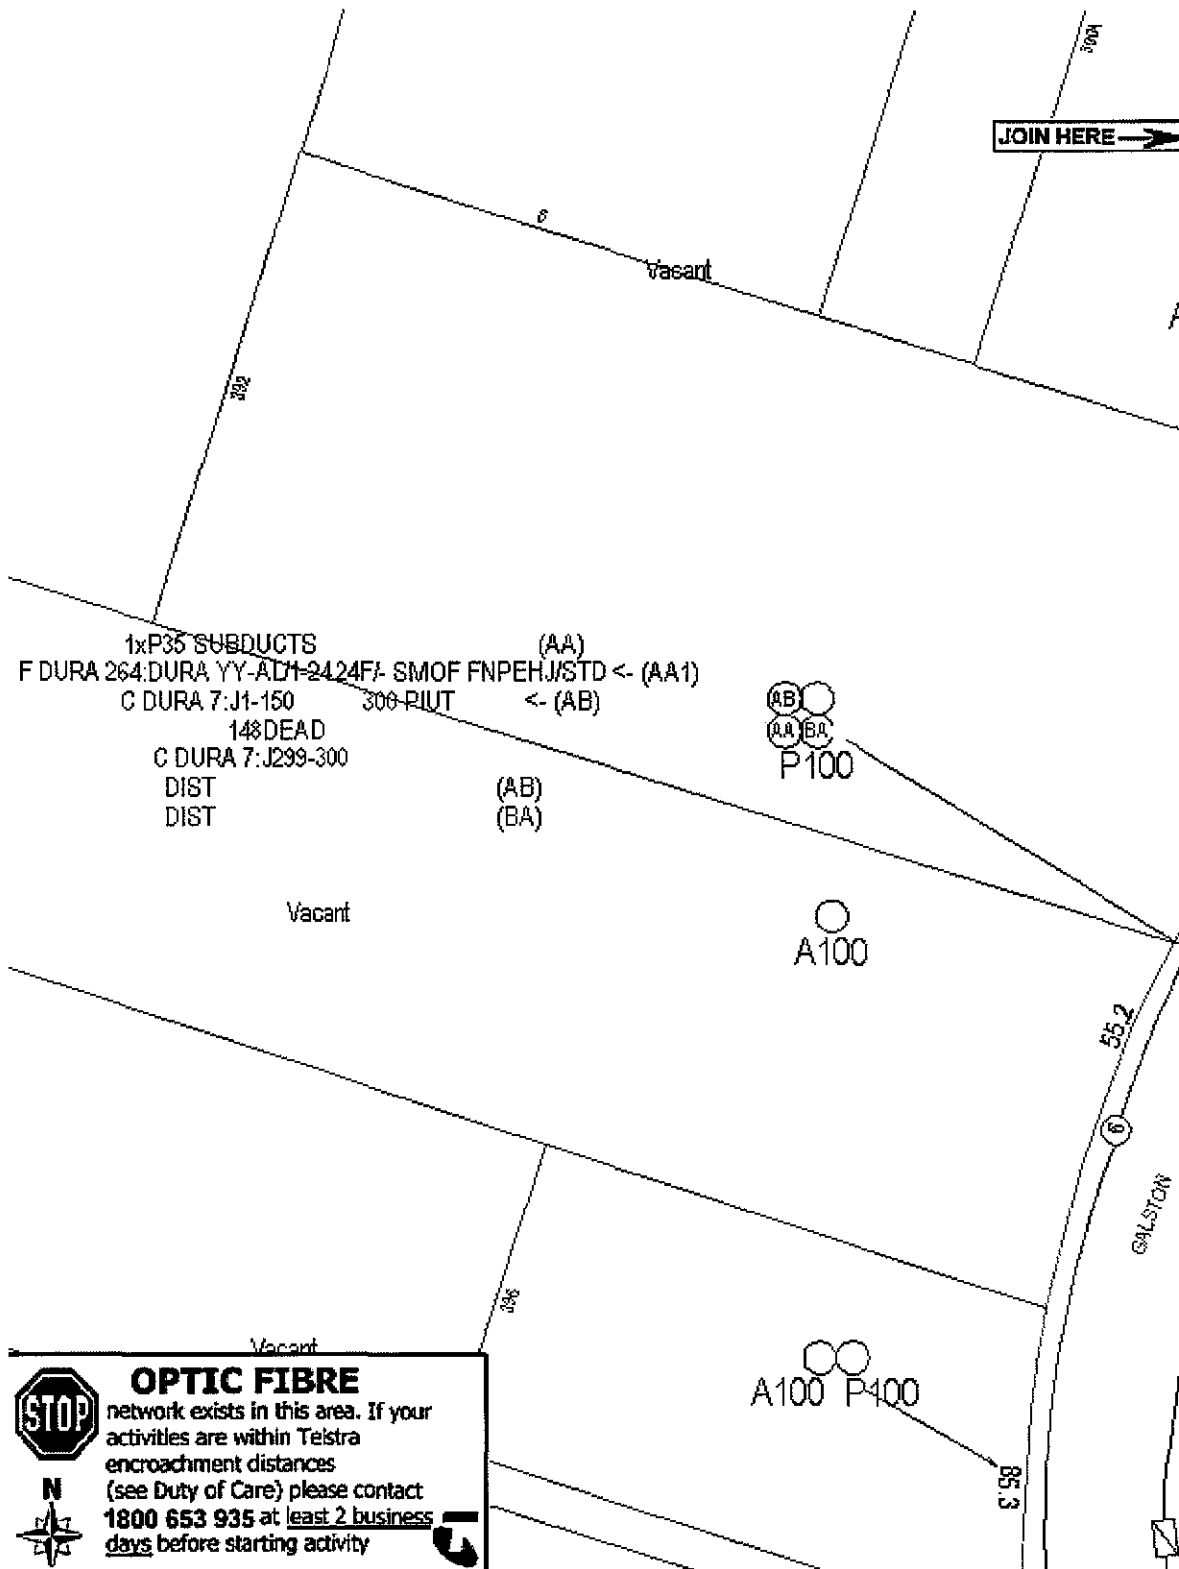 390A
JOIN HERE
6
Vacant
392
1xP35 SUBDUCTS (AA)
F DURA 264:DURA YY-ALJ1-2424F/- SMOF FNPEHJ/STD <- (AA1)
C DURA 7:J1-150 300 PIUT <- (AB)
148DEAD
C DURA 7:J299-300
DIST (AB)
DIST (BA)
AB
AA BA
P100
Vacant
A100
55.2
6
GALSTON
396
Vacant
A100 P100
85.3
STOP
OPTIC FIBRE
network exists in this area. If your
activities are within Telstra
encroachment distances
(see Duty of Care) please contact
1800 653 935 at least 2 business
days before starting activity
N